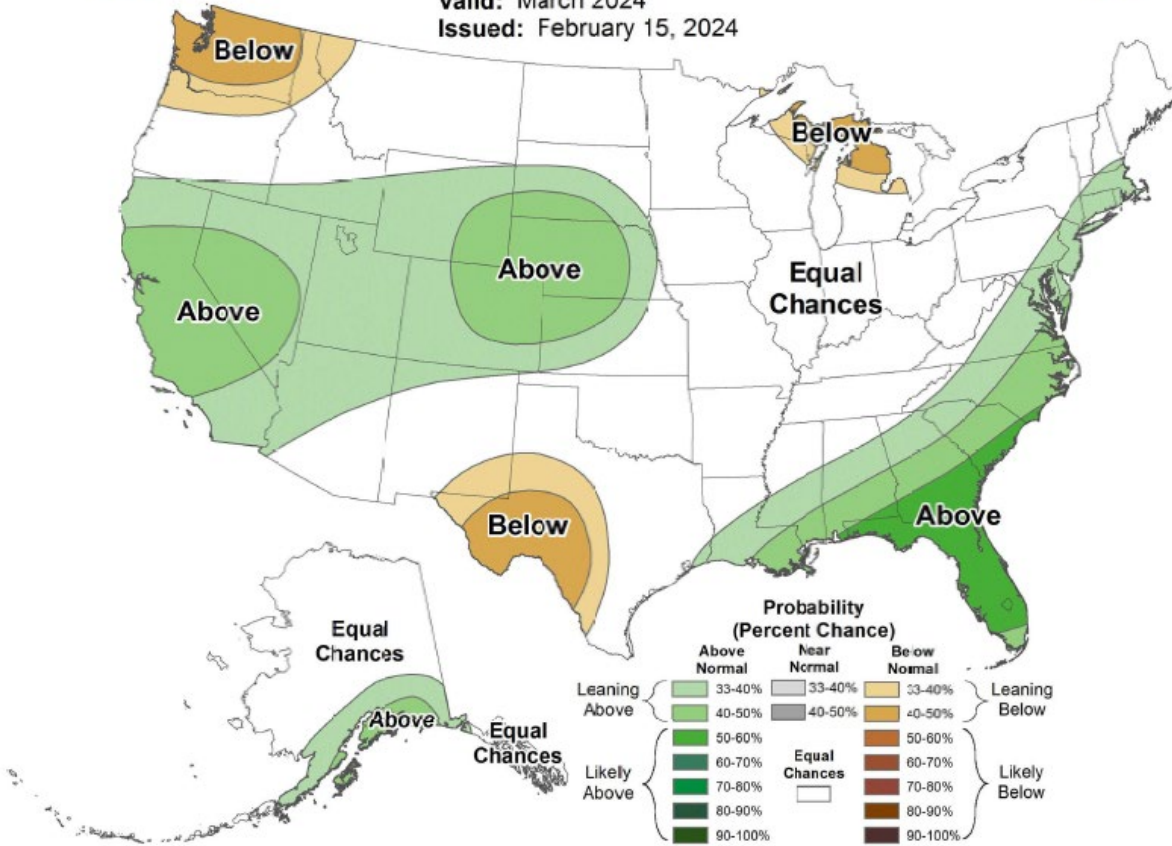 Valid: March 2024
Issued: February 15, 2024
Below
Below
Above
Above
Equal
Chances
Below
Above
Equal
Chances
Above
Equal
Chances
Probability
(Percent Chance)
Above
Normal
Near
Normal
Below
Normal
Leaning
Above
33-40%
33-40%
33-40%
Leaning
Below
40-50%
40-50%
40-50%
50-60%
50-60%
Equal
Chances
60-70%
60-70%
Likely
Above
70-80%
70-80%
Likely
Below
80-90%
80-90%
90-100%
90-100%